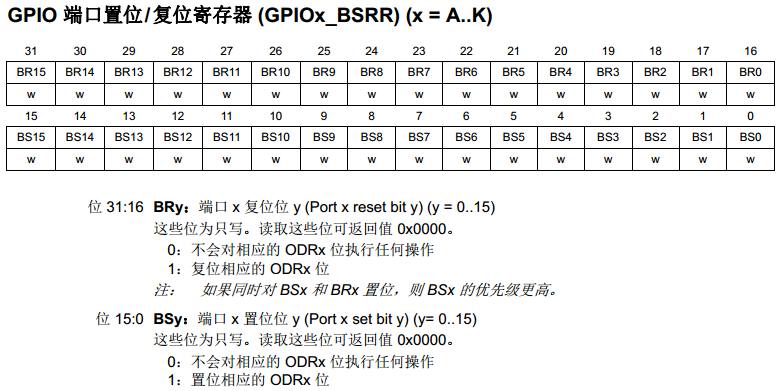 GPIO 端口置位/复位寄存器 (GPIOx_BSRR) (x = A..K)
31 30 29 28 27 26 25 24 23 22 21 20 19 18 17 16
BR15 BR14 BR13 BR12 BR11 BR10 BR9 BR8 BR7 BR6 BR5 BR4 BR3 BR2 BR1 BR0
w w w w w w w w w w w w w w w w
15 14 13 12 11 10 9 8 7 6 5 4 3 2 1 0
BS15 BS14 BS13 BS12 BS11 BS10 BS9 BS8 BS7 BS6 BS5 BS4 BS3 BS2 BS1 BS0
w w w w w w w w w w w w w w w w
位 31:16 BRy：端口 x 复位位 y (Port x reset bit y) (y = 0..15)
这些位为只写。读取这些位可返回值 0x0000。
0：不会对相应的 ODRx 位执行任何操作
1：复位相应的 ODRx 位
注： 如果同时对 BSx 和 BRx 置位，则 BSx 的优先级更高。
位 15:0 BSy：端口 x 置位位 y (Port x set bit y) (y= 0..15)
这些位为只写。读取这些位可返回值 0x0000。
0：不会对相应的 ODRx 位执行任何操作
1：置位相应的 ODRx 位